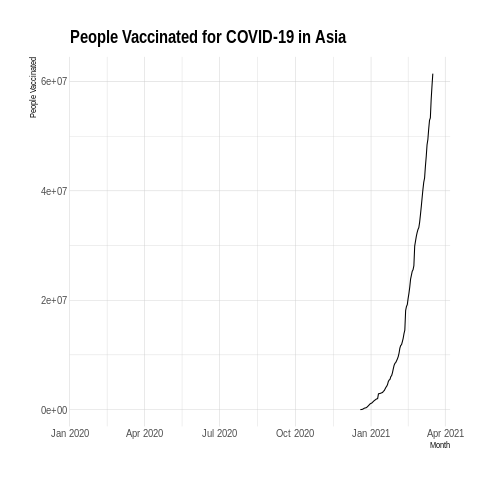 People Vaccinated for COVID-19 in Asia
People Vaccinated
6e+07
4e+07
2e+07
0e+00
Jan 2020 Apr 2020 Jul 2020 Oct 2020 Jan 2021 Apr 2021
Month